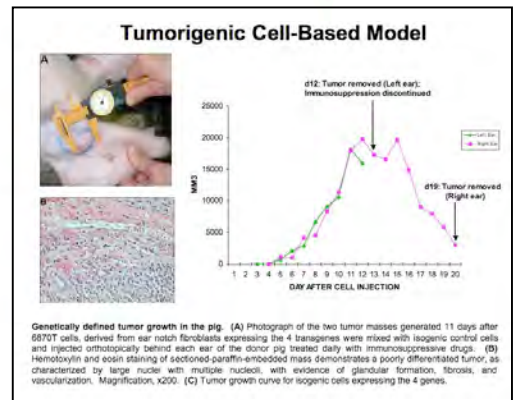 Tumorigenic Cell-Based Model
A
B
d12: Tumor removed (Left ear);
Immunosuppression discontinued
d19: Tumor removed
(Right ear)
Left Ear
Right Ear
MM3
25000
20000
15000
10000
5000
0
1 2 3 4 5 6 7 8 9 10 11 12 13 14 15 16 17 18 19 20
DAY AFTER CELL INJECTION
Genetically defined tumor growth in the pig. (A) Photograph of the two tumor masses generated 11 days after
6870T cells, derived from ear notch fibroblasts expressing the 4 transgenes were mixed with isogenic control cells
and injected orthotopically behind each ear of the donor pig treated daily with immunosuppressive drugs. (B)
Hemotoxylin and eosin staining of sectioned-paraffin-embedded mass demonstrates a poorly differentiated tumor, as
characterized by large nuclei with multiple nucleoli, with evidence of glandular formation, fibrosis, and
vascularization. Magnification, x200. (C) Tumor growth curve for isogenic cells expressing the 4 genes.